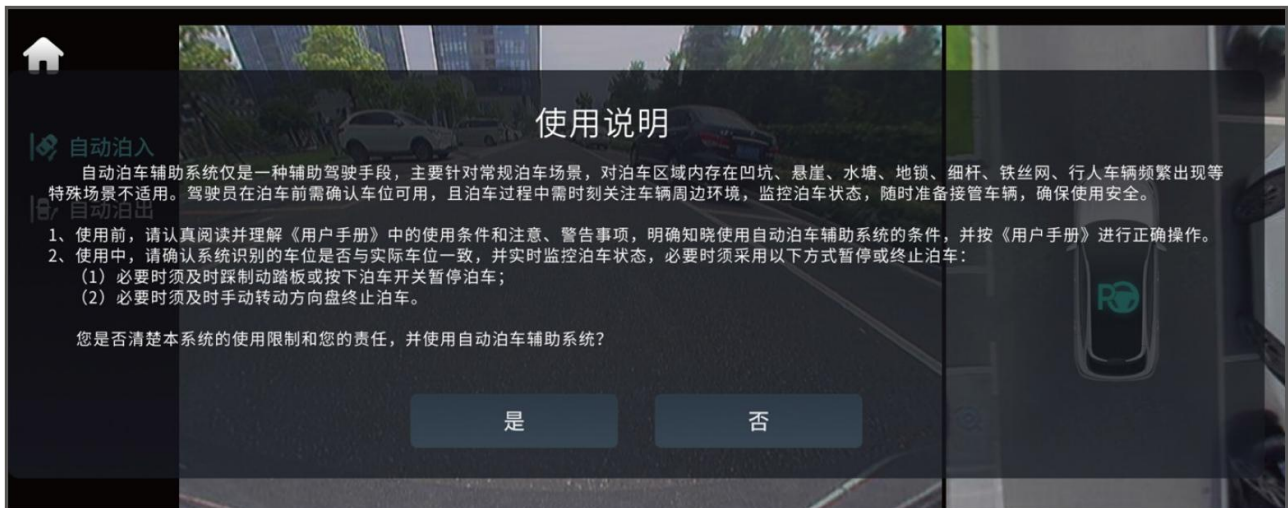 使用说明
自动泊入
自动泊车辅助系统仅是一种辅助驾驶手段，主要针对常规泊车场景，对泊车区域内存在凹坑、悬崖、水塘、地锁、细杆、铁丝网、行人车辆频繁出现等
特殊场景不适用。驾驶员在泊车前需确认车位可用，且泊车过程中需时刻关注车辆周边环境，监控泊车状态，随时准备接管车辆，确保使用安全。
自动泊出
1、使用前，请认真阅读并理解《用户手册》中的使用条件和注意、警告事项，明确知晓使用自动泊车辅助系统的条件，并按《用户手册》进行正确操作。
2、使用中，请确认系统识别的车位是否与实际车位一致，并实时监控泊车状态，必要时须采用以下方式暂停或终止泊车：
（1）必要时须及时踩制动踏板或按下泊车开关暂停泊车；
（2）必要时须及时手动转动方向盘终止泊车。
您是否清楚本系统的使用限制和您的责任，并使用自动泊车辅助系统？
是
否
P